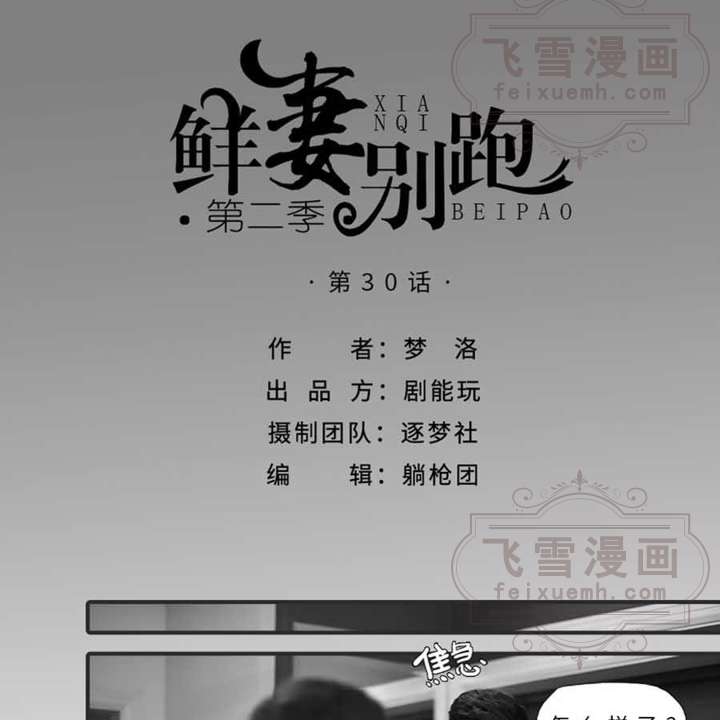 飞雪漫画
feixuemh.com
鲜妻别跑
XIA
NQI
BEIPAO
·第二季
·第30话·
作者：梦洛
出品方：剧能玩
摄制团队：逐梦社
编辑：躺枪团
飞雪漫画
feixuemh.com
焦急